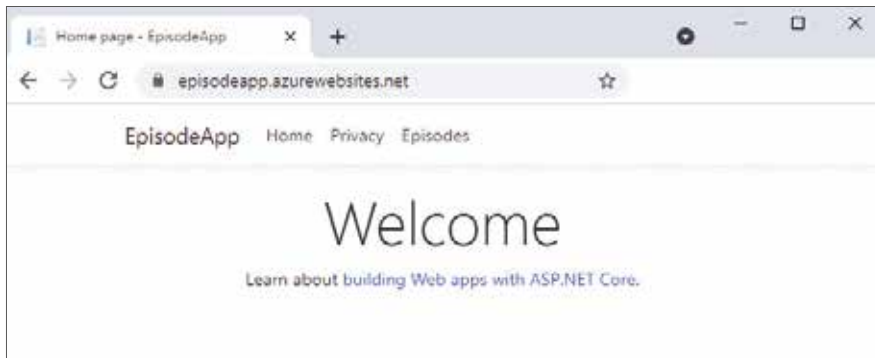 Home page - EpisodeApp
episodeapp.azurewebsites.net
EpisodeApp Home Privacy Episodes
Welcome
Learn about building Web apps with ASP.NET Core.